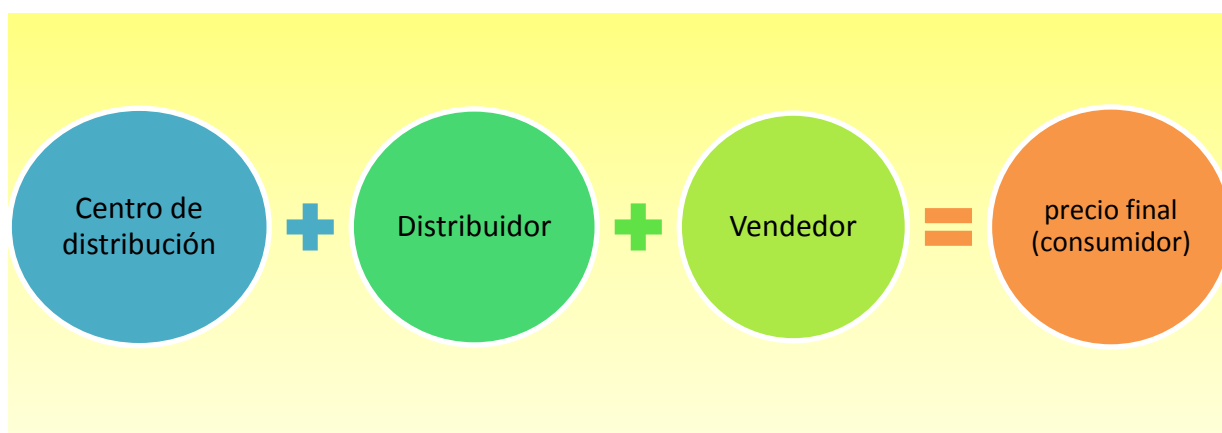 Centro de
distribución
Distribuidor
Vendedor
precio final
(consumidor)